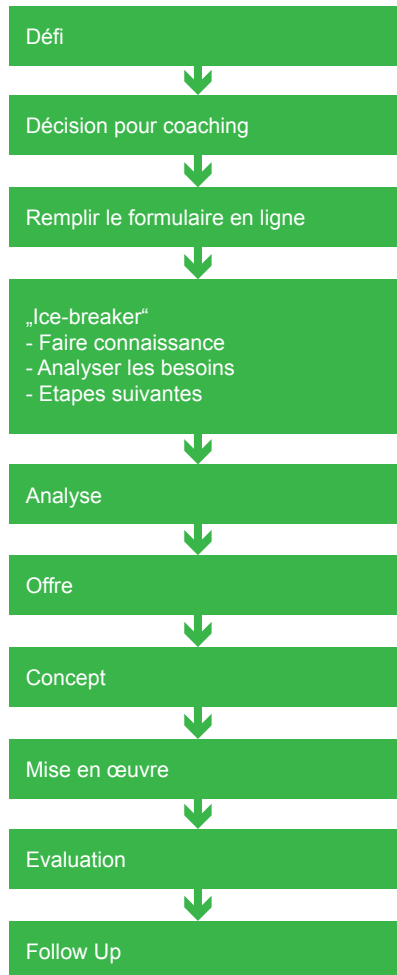 Défi
Décision pour coaching
Remplir le formulaire en ligne
„Ice-breaker“
- Faire connaissance
- Analyser les besoins
- Etapes suivantes
Analyse
Offre
Concept
Mise en œuvre
Evaluation
Follow Up